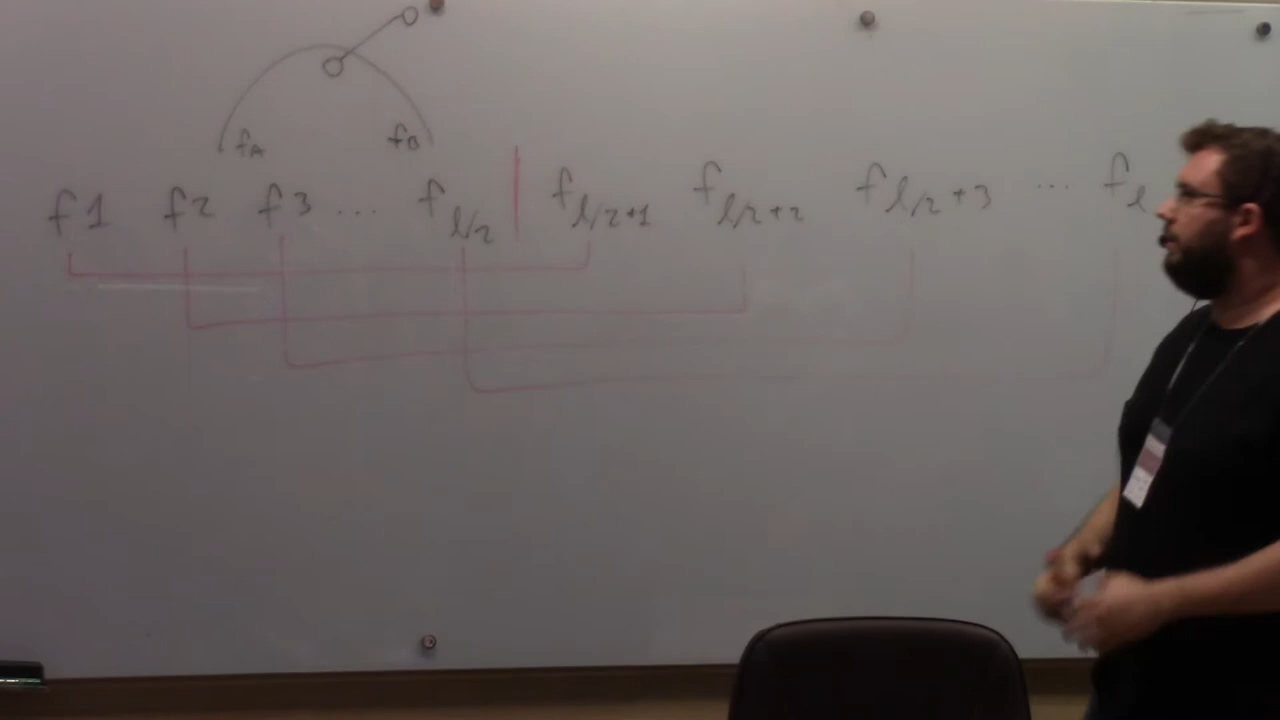 fA fB
f1 f2 f3 ... fℓ/2 | fℓ/2+1 fℓ/2+2 fℓ/2+3 ... fℓ